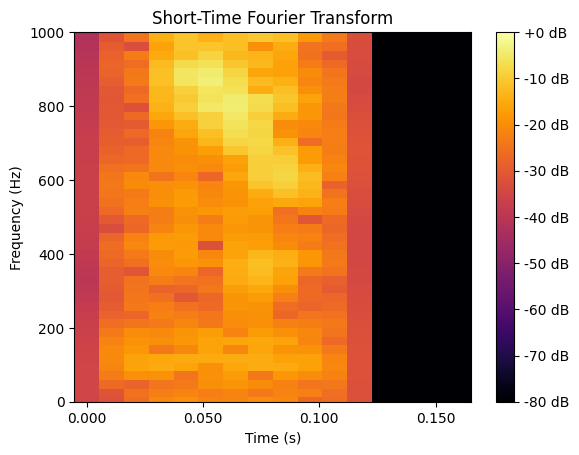 Short-Time Fourier Transform
Frequency (Hz)
1000
800
600
400
200
0
0.000
0.050
0.100
0.150
Time (s)
+0 dB
-10 dB
-20 dB
-30 dB
-40 dB
-50 dB
-60 dB
-70 dB
-80 dB